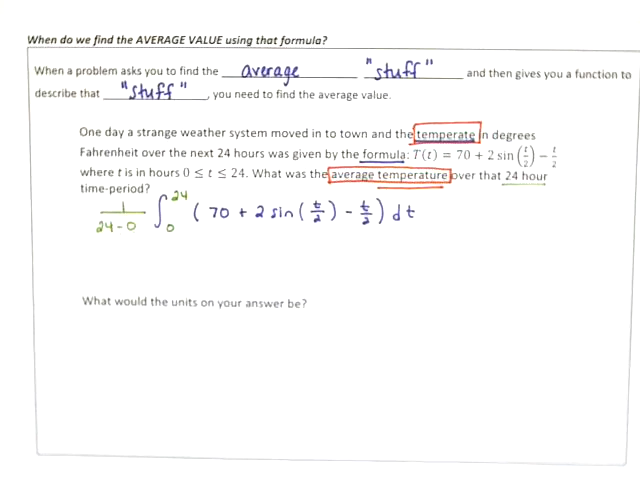 When do we find the AVERAGE VALUE using that formula?
When a problem asks you to find the average "stuff" and then gives you a function to
describe that "stuff", you need to find the average value.
One day a strange weather system moved in to town and the temperate in degrees
Fahrenheit over the next 24 hours was given by the formula: T(t) = 70 + 2 sin(t/2) − t/2
where t is in hours 0 ≤ t ≤ 24. What was the average temperature over that 24 hour
time-period?
1/(24-0) ∫₀²⁴ (70 + 2 sin(t/2) - t/2) dt
What would the units on your answer be?